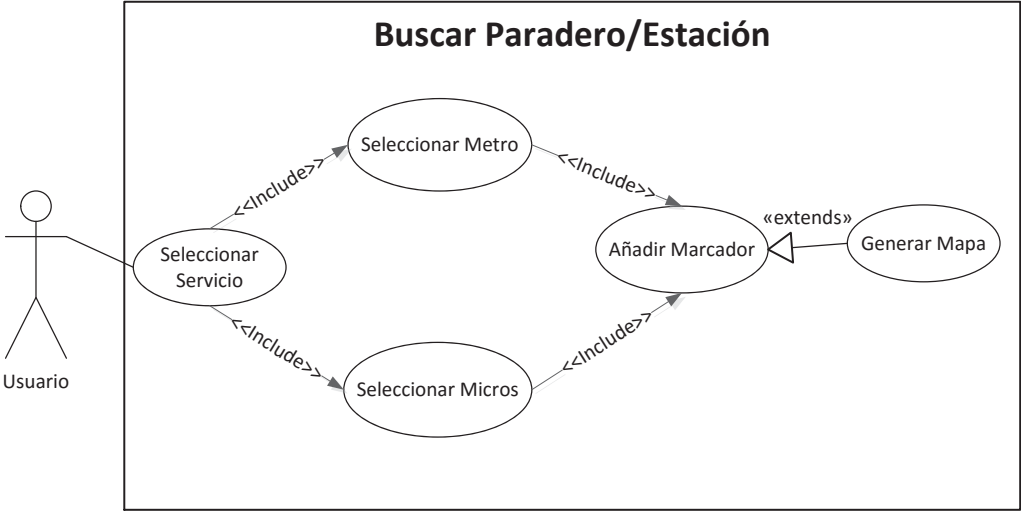 Buscar Paradero/Estación
Seleccionar Metro
<<Include>>
<<Include>>
«extends»
Seleccionar
Servicio
Añadir Marcador
Generar Mapa
<<Include>>
<<Include>>
Seleccionar Micros
Usuario